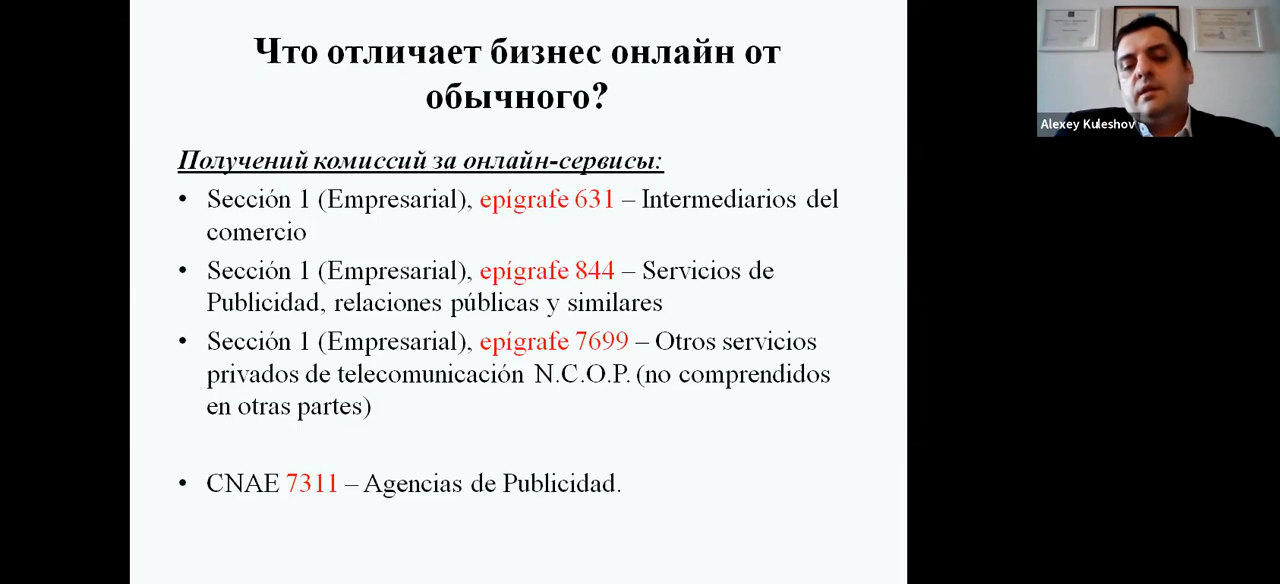 Что отличает бизнес онлайн от
обычного?
Получений комиссий за онлайн-сервисы:
• Sección 1 (Empresarial), epígrafe 631 – Intermediarios del
comercio
• Sección 1 (Empresarial), epígrafe 844 – Servicios de
Publicidad, relaciones públicas y similares
• Sección 1 (Empresarial), epígrafe 7699 – Otros servicios
privados de telecomunicación N.C.O.P. (no comprendidos
en otras partes)
• CNAE 7311 – Agencias de Publicidad.
Alexey Kuleshov